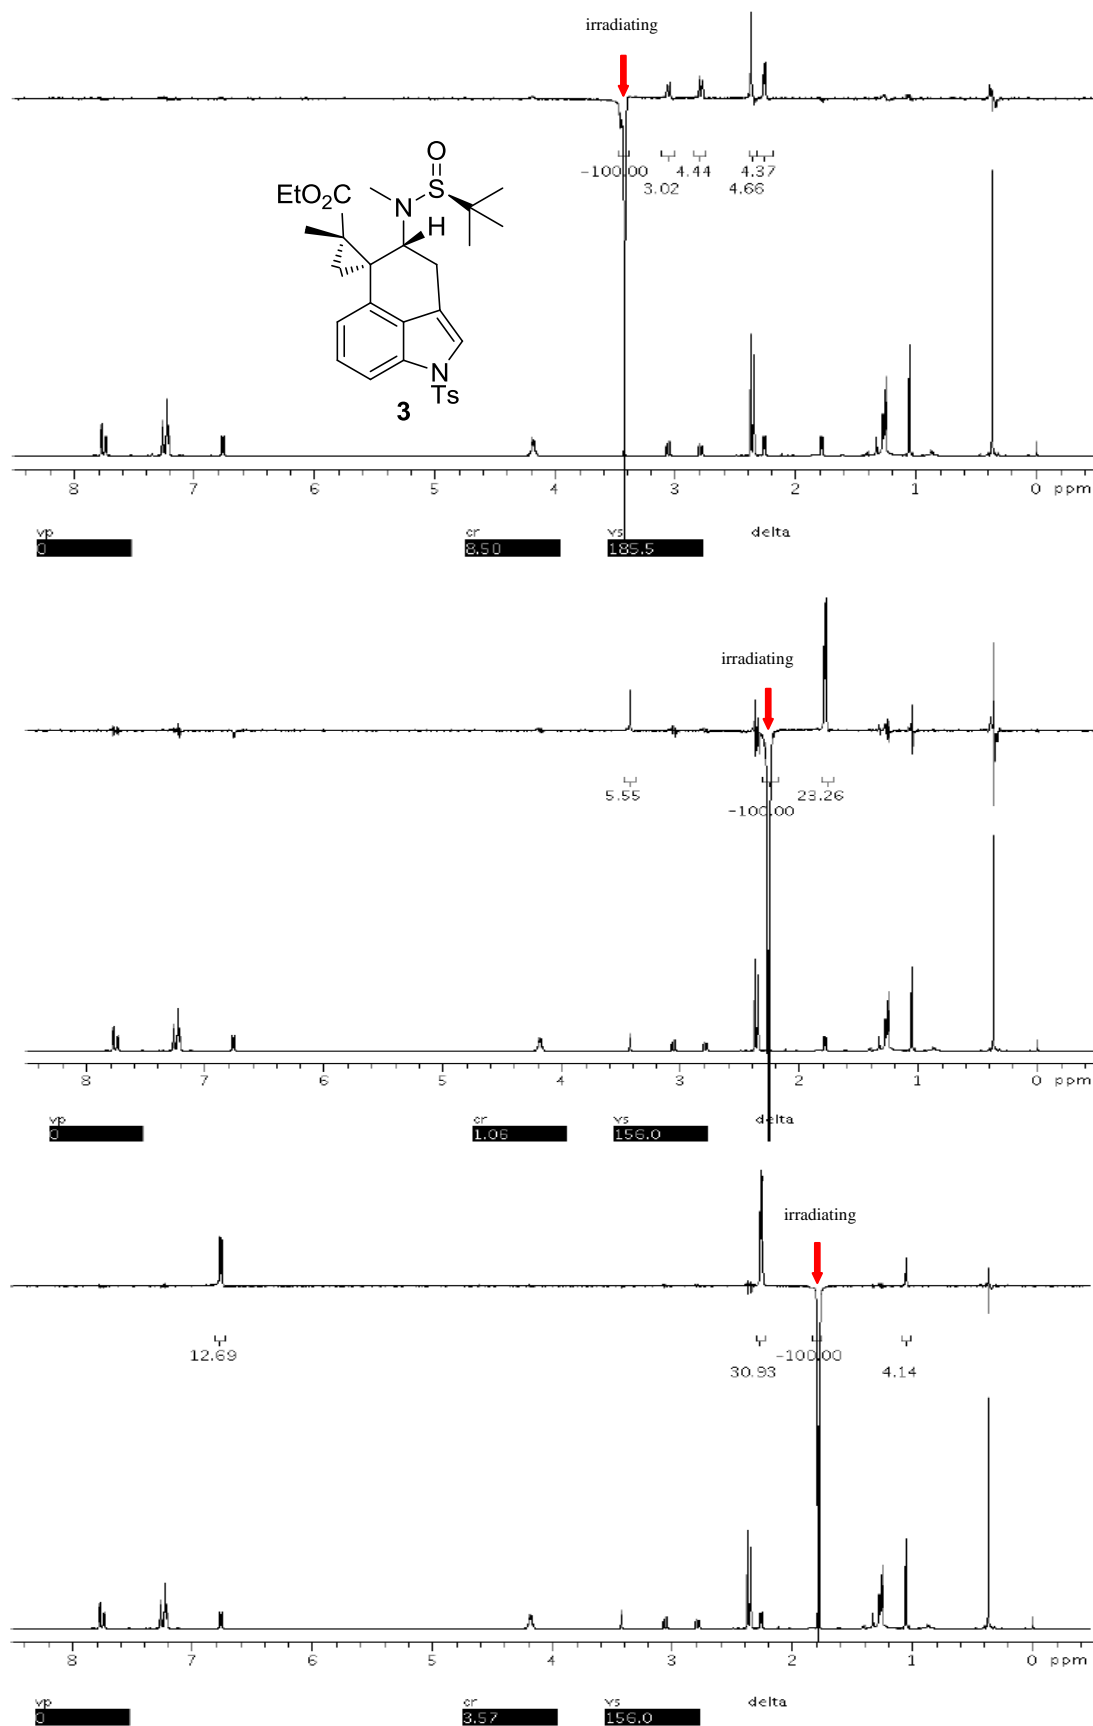 irradiating
-100.00 4.44 4.37
3.02 4.66
O
EtO₂C N S
H
N
Ts
3
8 7 6 5 4 3 2 1 0 ppm
vp cr vs delta
0 8.50 185.5
irradiating
5.55 -100.00 23.26
8 7 6 5 4 3 2 1 0 ppm
vp cr vs delta
0 1.06 156.0
irradiating
12.69 -100.00
30.93 4.14
8 7 6 5 4 3 2 1 0 ppm
vp cr vs delta
0 3.57 156.0